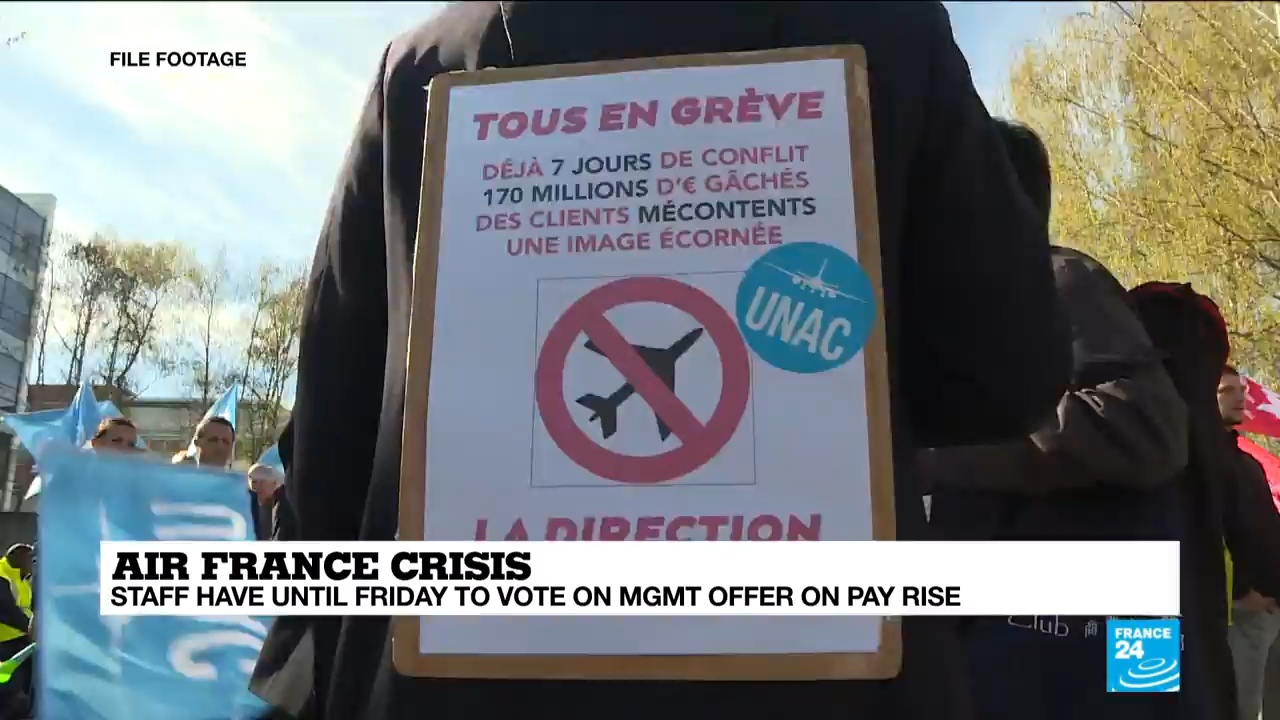 FILE FOOTAGE
TOUS EN GRÈVE
DÉJÀ 7 JOURS DE CONFLIT
170 MILLIONS D'€ GÂCHÉS
DES CLIENTS MÉCONTENTS
UNE IMAGE ÉCORNÉE
UNAC
LA DIRECTION
AIR FRANCE CRISIS
STAFF HAVE UNTIL FRIDAY TO VOTE ON MGMT OFFER ON PAY RISE
Club
FRANCE
24